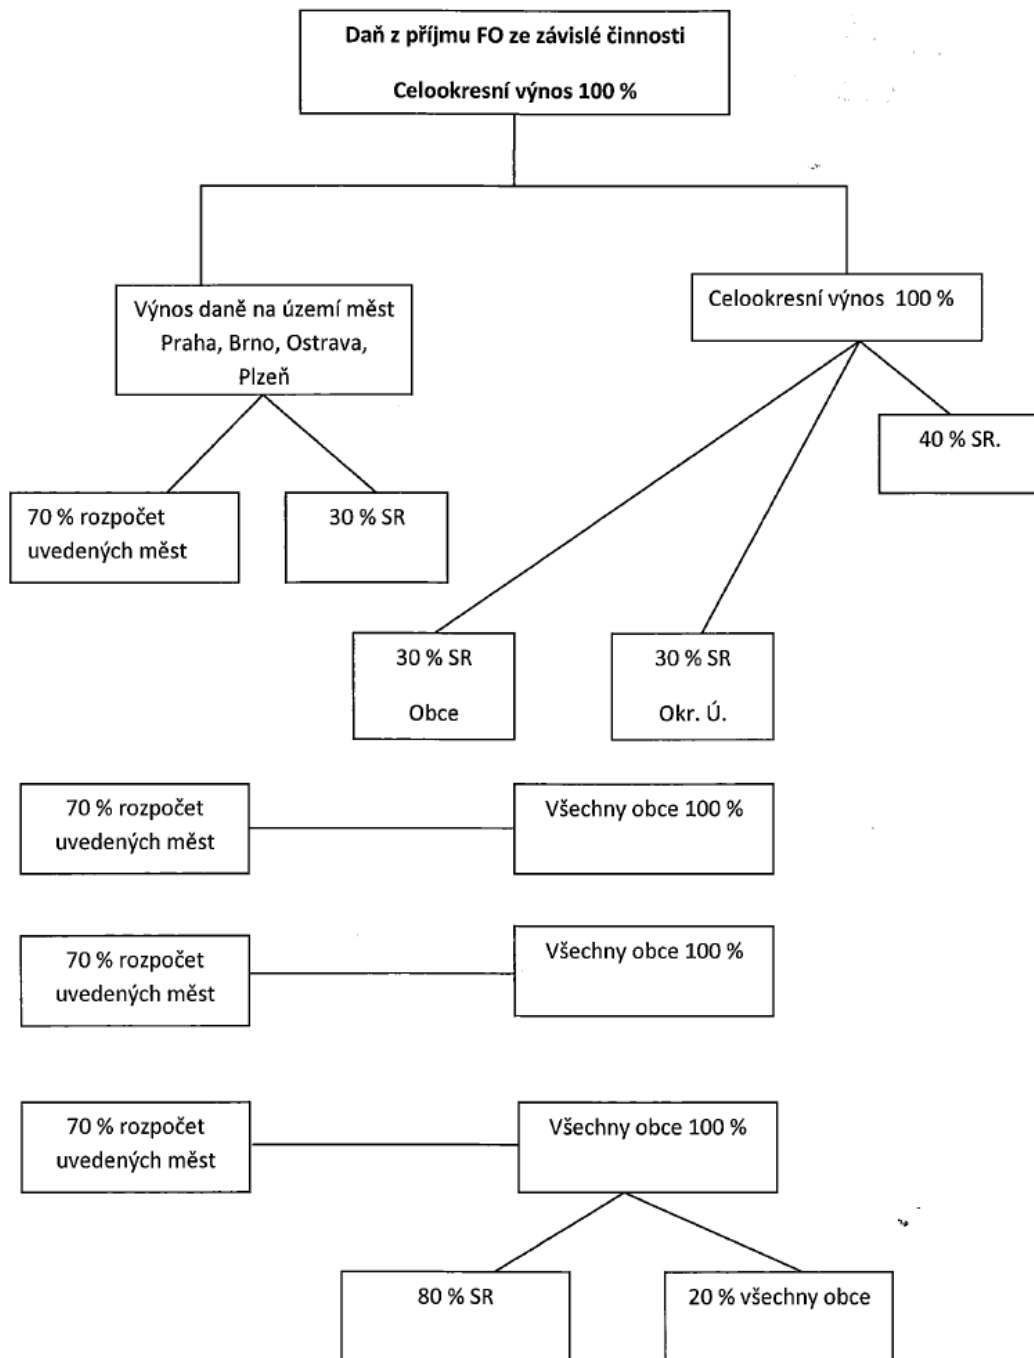 Daň z příjmu FO ze závislé činnosti
Celookresní výnos 100 %
Výnos daně na území měst
Praha, Brno, Ostrava,
Plzeň
Celookresní výnos 100 %
40 % SR.
70 % rozpočet
uvedených měst
30 % SR
30 % SR
Obce
30 % SR
Okr. Ú.
70 % rozpočet
uvedených měst
Všechny obce 100 %
70 % rozpočet
uvedených měst
Všechny obce 100 %
70 % rozpočet
uvedených měst
Všechny obce 100 %
80 % SR
20 % všechny obce